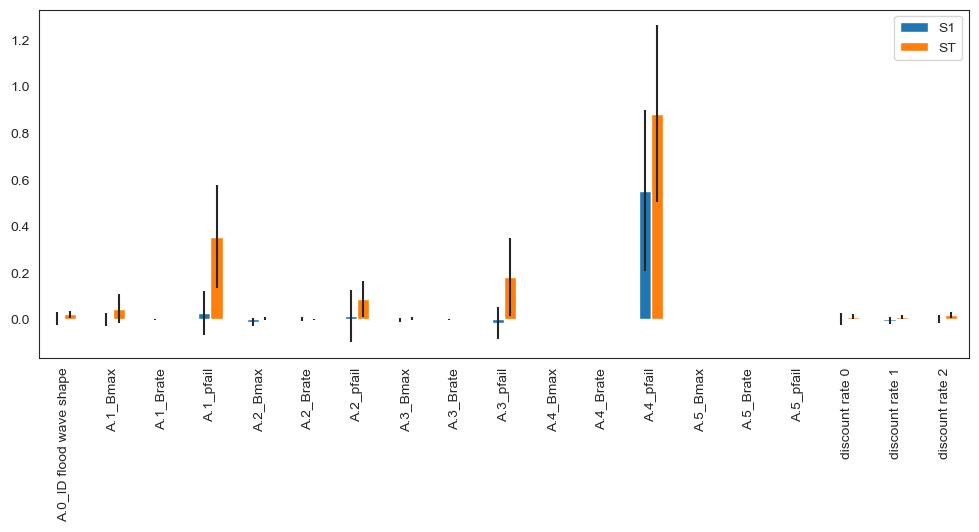 S1
ST
1.2
1.0
0.8
0.6
0.4
0.2
0.0
A.0_ID flood wave shape
A.1_Bmax
A.1_Brate
A.1_pfail
A.2_Bmax
A.2_Brate
A.2_pfail
A.3_Bmax
A.3_Brate
A.3_pfail
A.4_Bmax
A.4_Brate
A.4_pfail
A.5_Bmax
A.5_Brate
A.5_pfail
discount rate 0
discount rate 1
discount rate 2